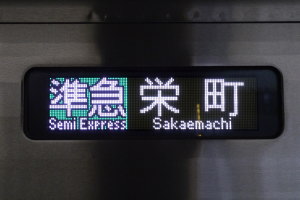 準急 栄町
Semi Express Sakaemachi